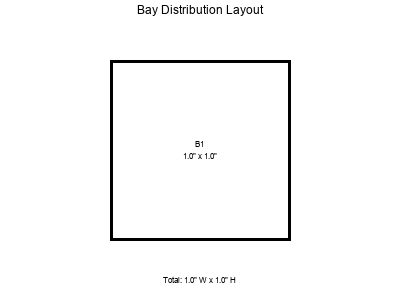 Bay Distribution Layout
B1
1.0" x 1.0"
Total: 1.0" W x 1.0" H